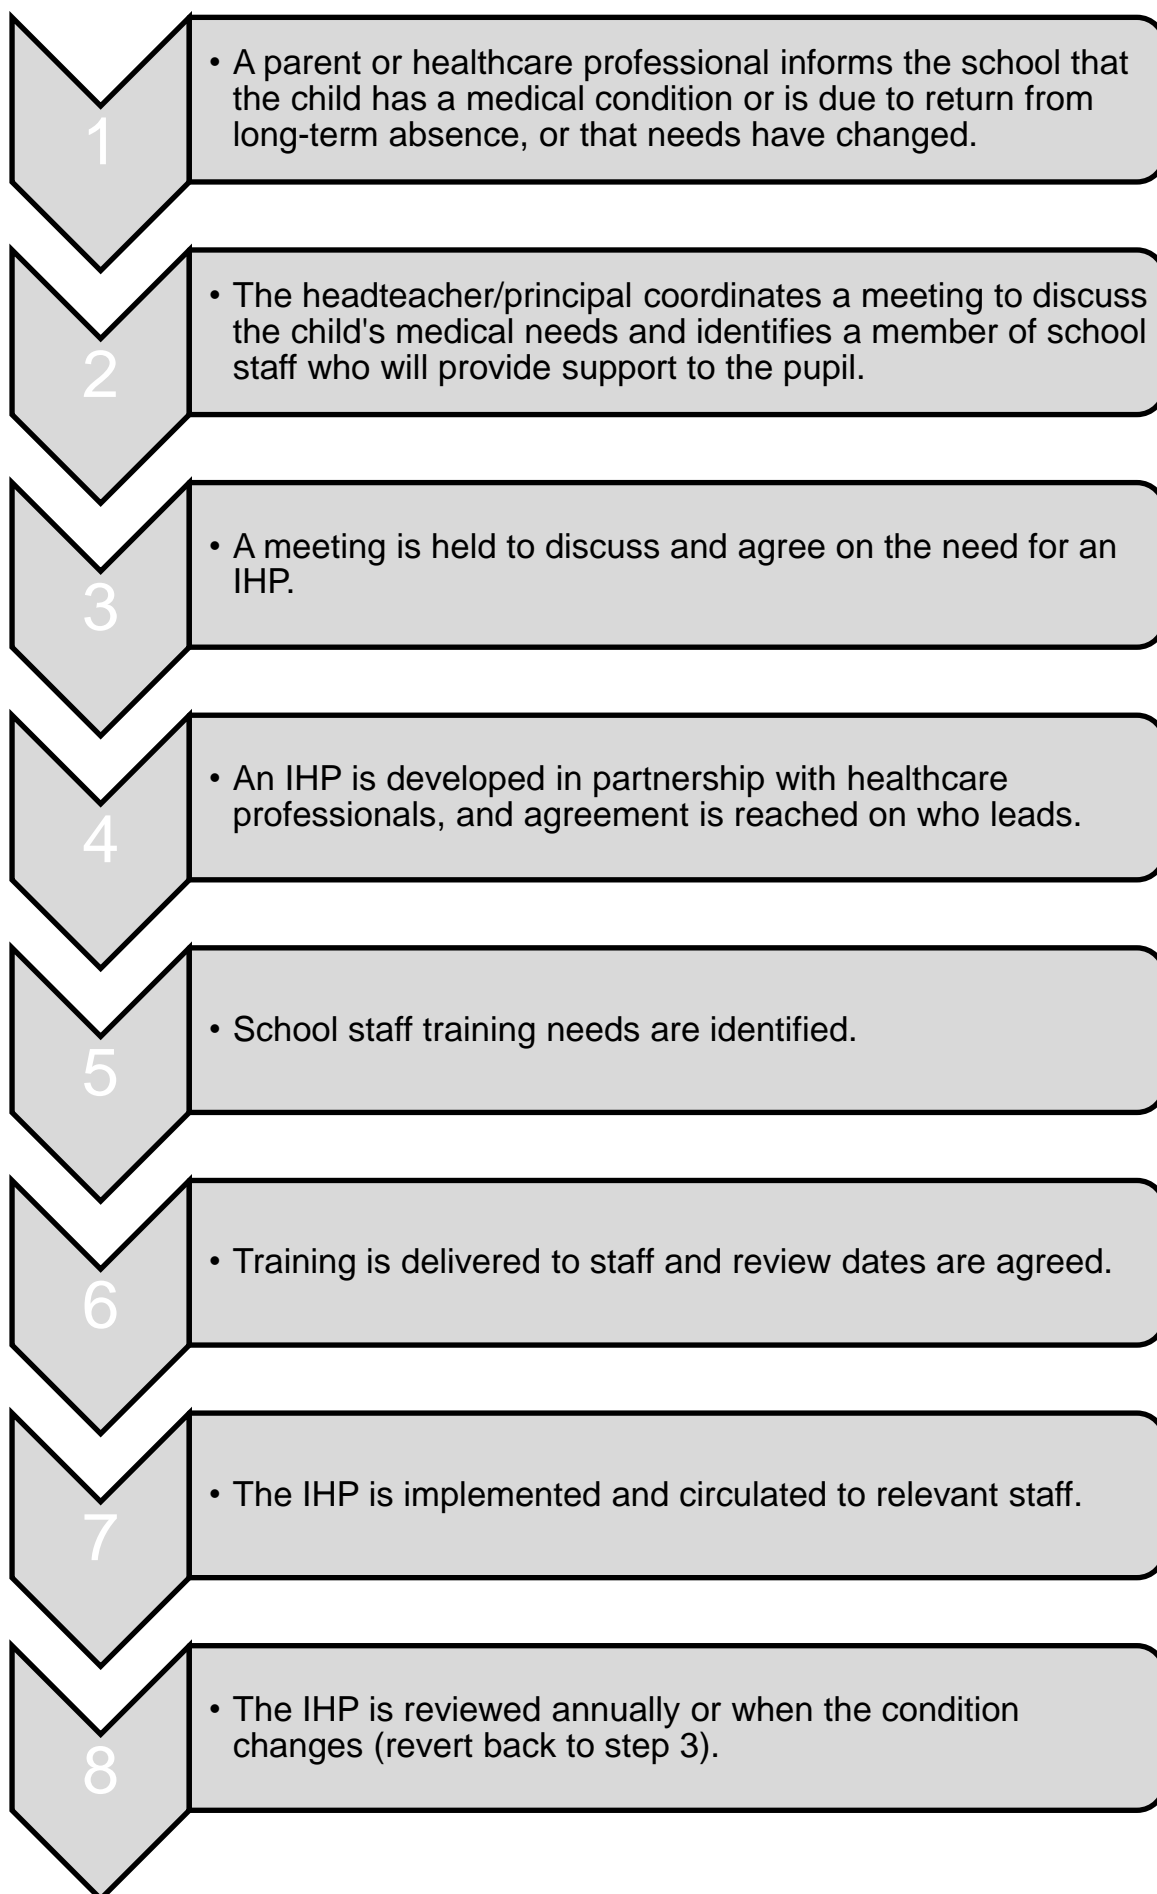 1
• A parent or healthcare professional informs the school that
the child has a medical condition or is due to return from
long-term absence, or that needs have changed.
2
• The headteacher/principal coordinates a meeting to discuss
the child's medical needs and identifies a member of school
staff who will provide support to the pupil.
3
• A meeting is held to discuss and agree on the need for an
IHP.
4
• An IHP is developed in partnership with healthcare
professionals, and agreement is reached on who leads.
5
• School staff training needs are identified.
6
• Training is delivered to staff and review dates are agreed.
7
• The IHP is implemented and circulated to relevant staff.
8
• The IHP is reviewed annually or when the condition
changes (revert back to step 3).